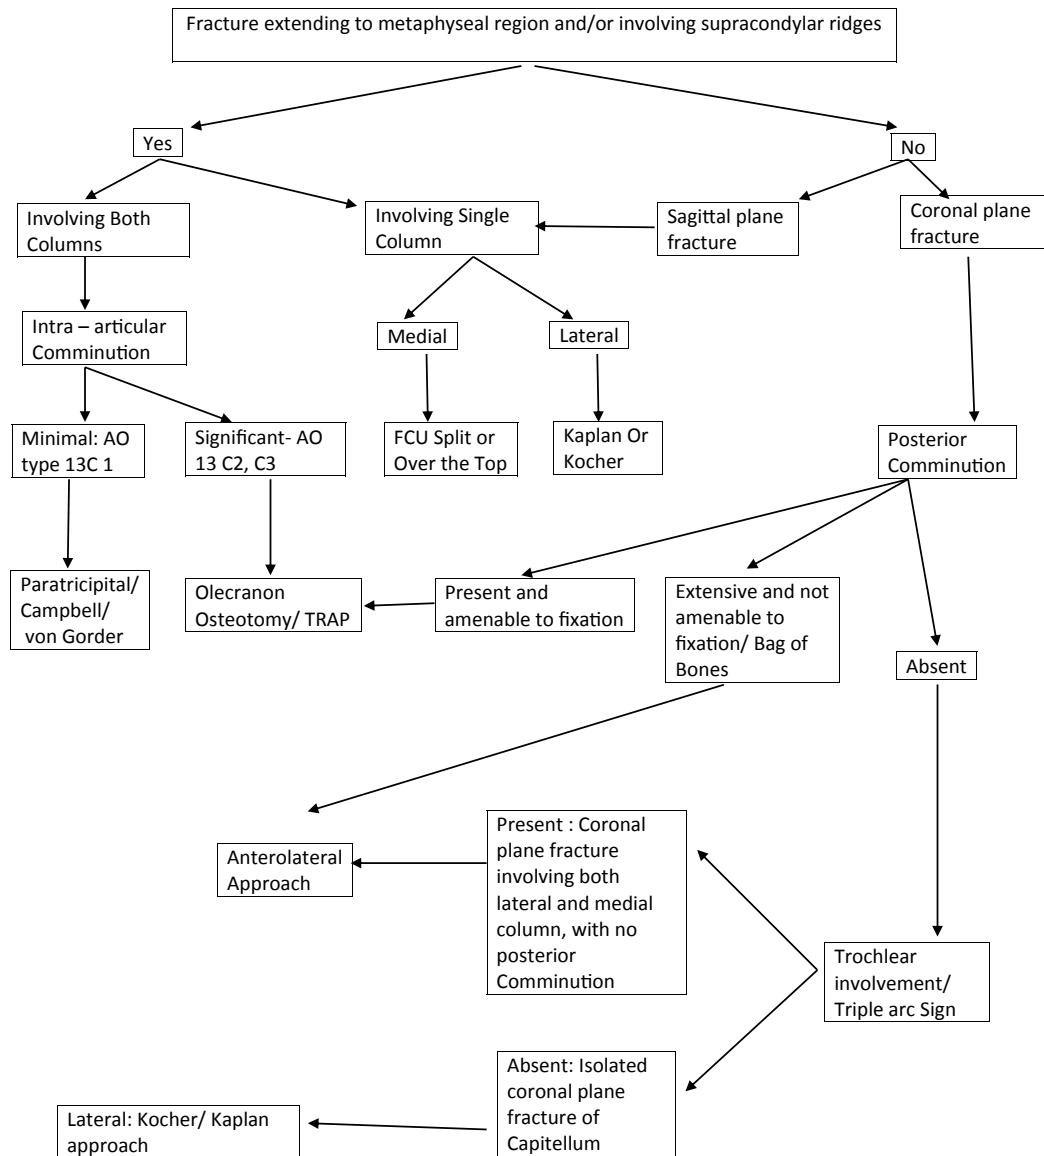 Fracture extending to metaphyseal region and/or involving supracondylar ridges
Yes
No
Involving Both
Columns
Involving Single
Column
Sagittal plane
fracture
Coronal plane
fracture
Intra – articular
Comminution
Medial
Lateral
Minimal: AO
type 13C 1
Significant- AO
13 C2, C3
FCU Split or
Over the Top
Kaplan Or
Kocher
Posterior
Comminution
Paratricipital/
Campbell/
von Gorder
Olecranon
Osteotomy/ TRAP
Present and
amenable to fixation
Extensive and not
amenable to
fixation/ Bag of
Bones
Absent
Anterolateral
Approach
Present : Coronal
plane fracture
involving both
lateral and medial
column, with no
posterior
Comminution
Trochlear
involvement/
Triple arc Sign
Absent: Isolated
coronal plane
fracture of
Capitellum
Lateral: Kocher/ Kaplan
approach